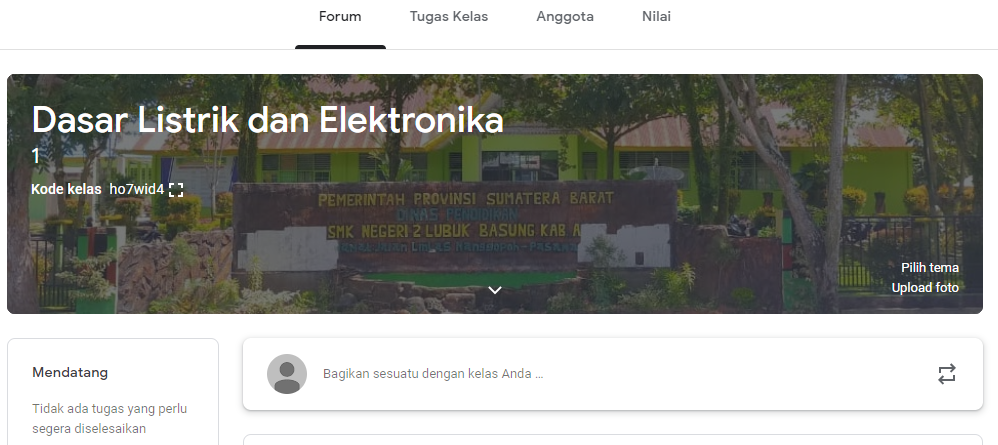 Forum Tugas Kelas Anggota Nilai
Dasar Listrik dan Elektronika
1
Kode kelas ho7wid4
PEMERINTAH PROVINSI SUMATERA BARAT
DINAS PENDIDIKAN
SMK NEGERI 2 LUBUK BASUNG KAB A
Pilih tema
Upload foto
Mendatang
Tidak ada tugas yang perlu
segera diselesaikan
Bagikan sesuatu dengan kelas Anda ...